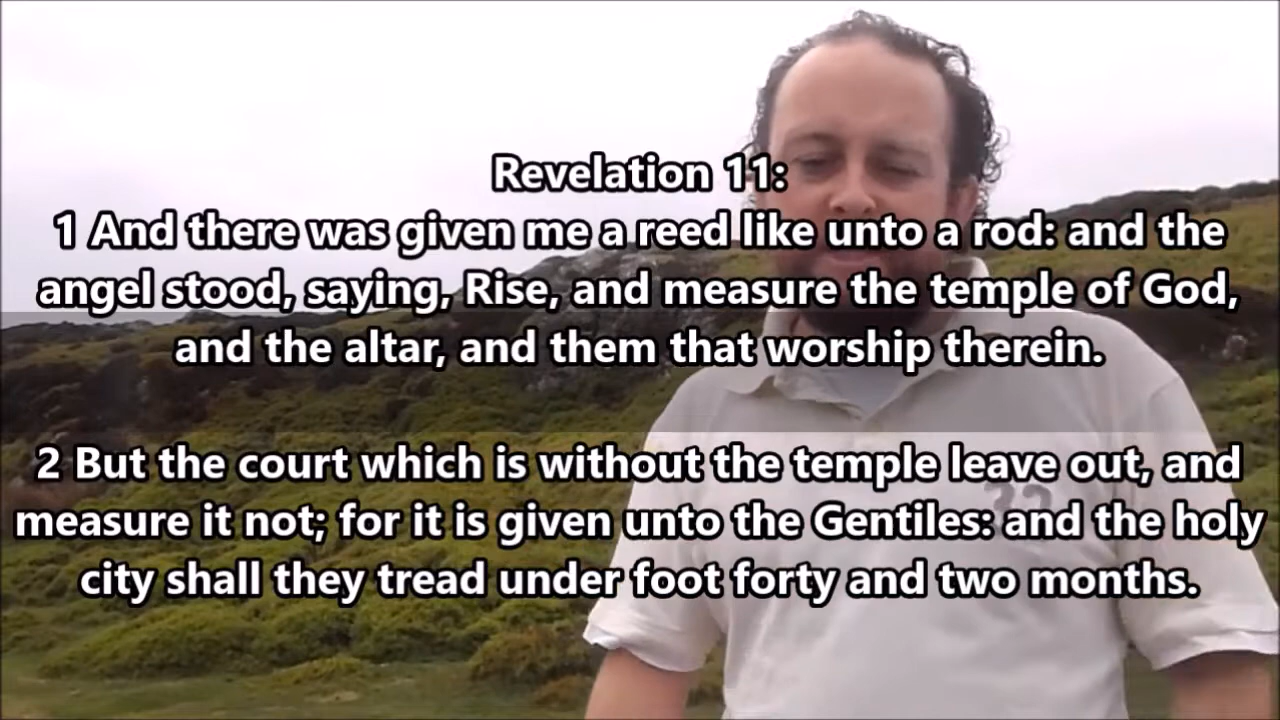 Revelation 11:
1 And there was given me a reed like unto a rod: and the
angel stood, saying, Rise, and measure the temple of God,
and the altar, and them that worship therein.
2 But the court which is without the temple leave out, and
measure it not; for it is given unto the Gentiles: and the holy
city shall they tread under foot forty and two months.